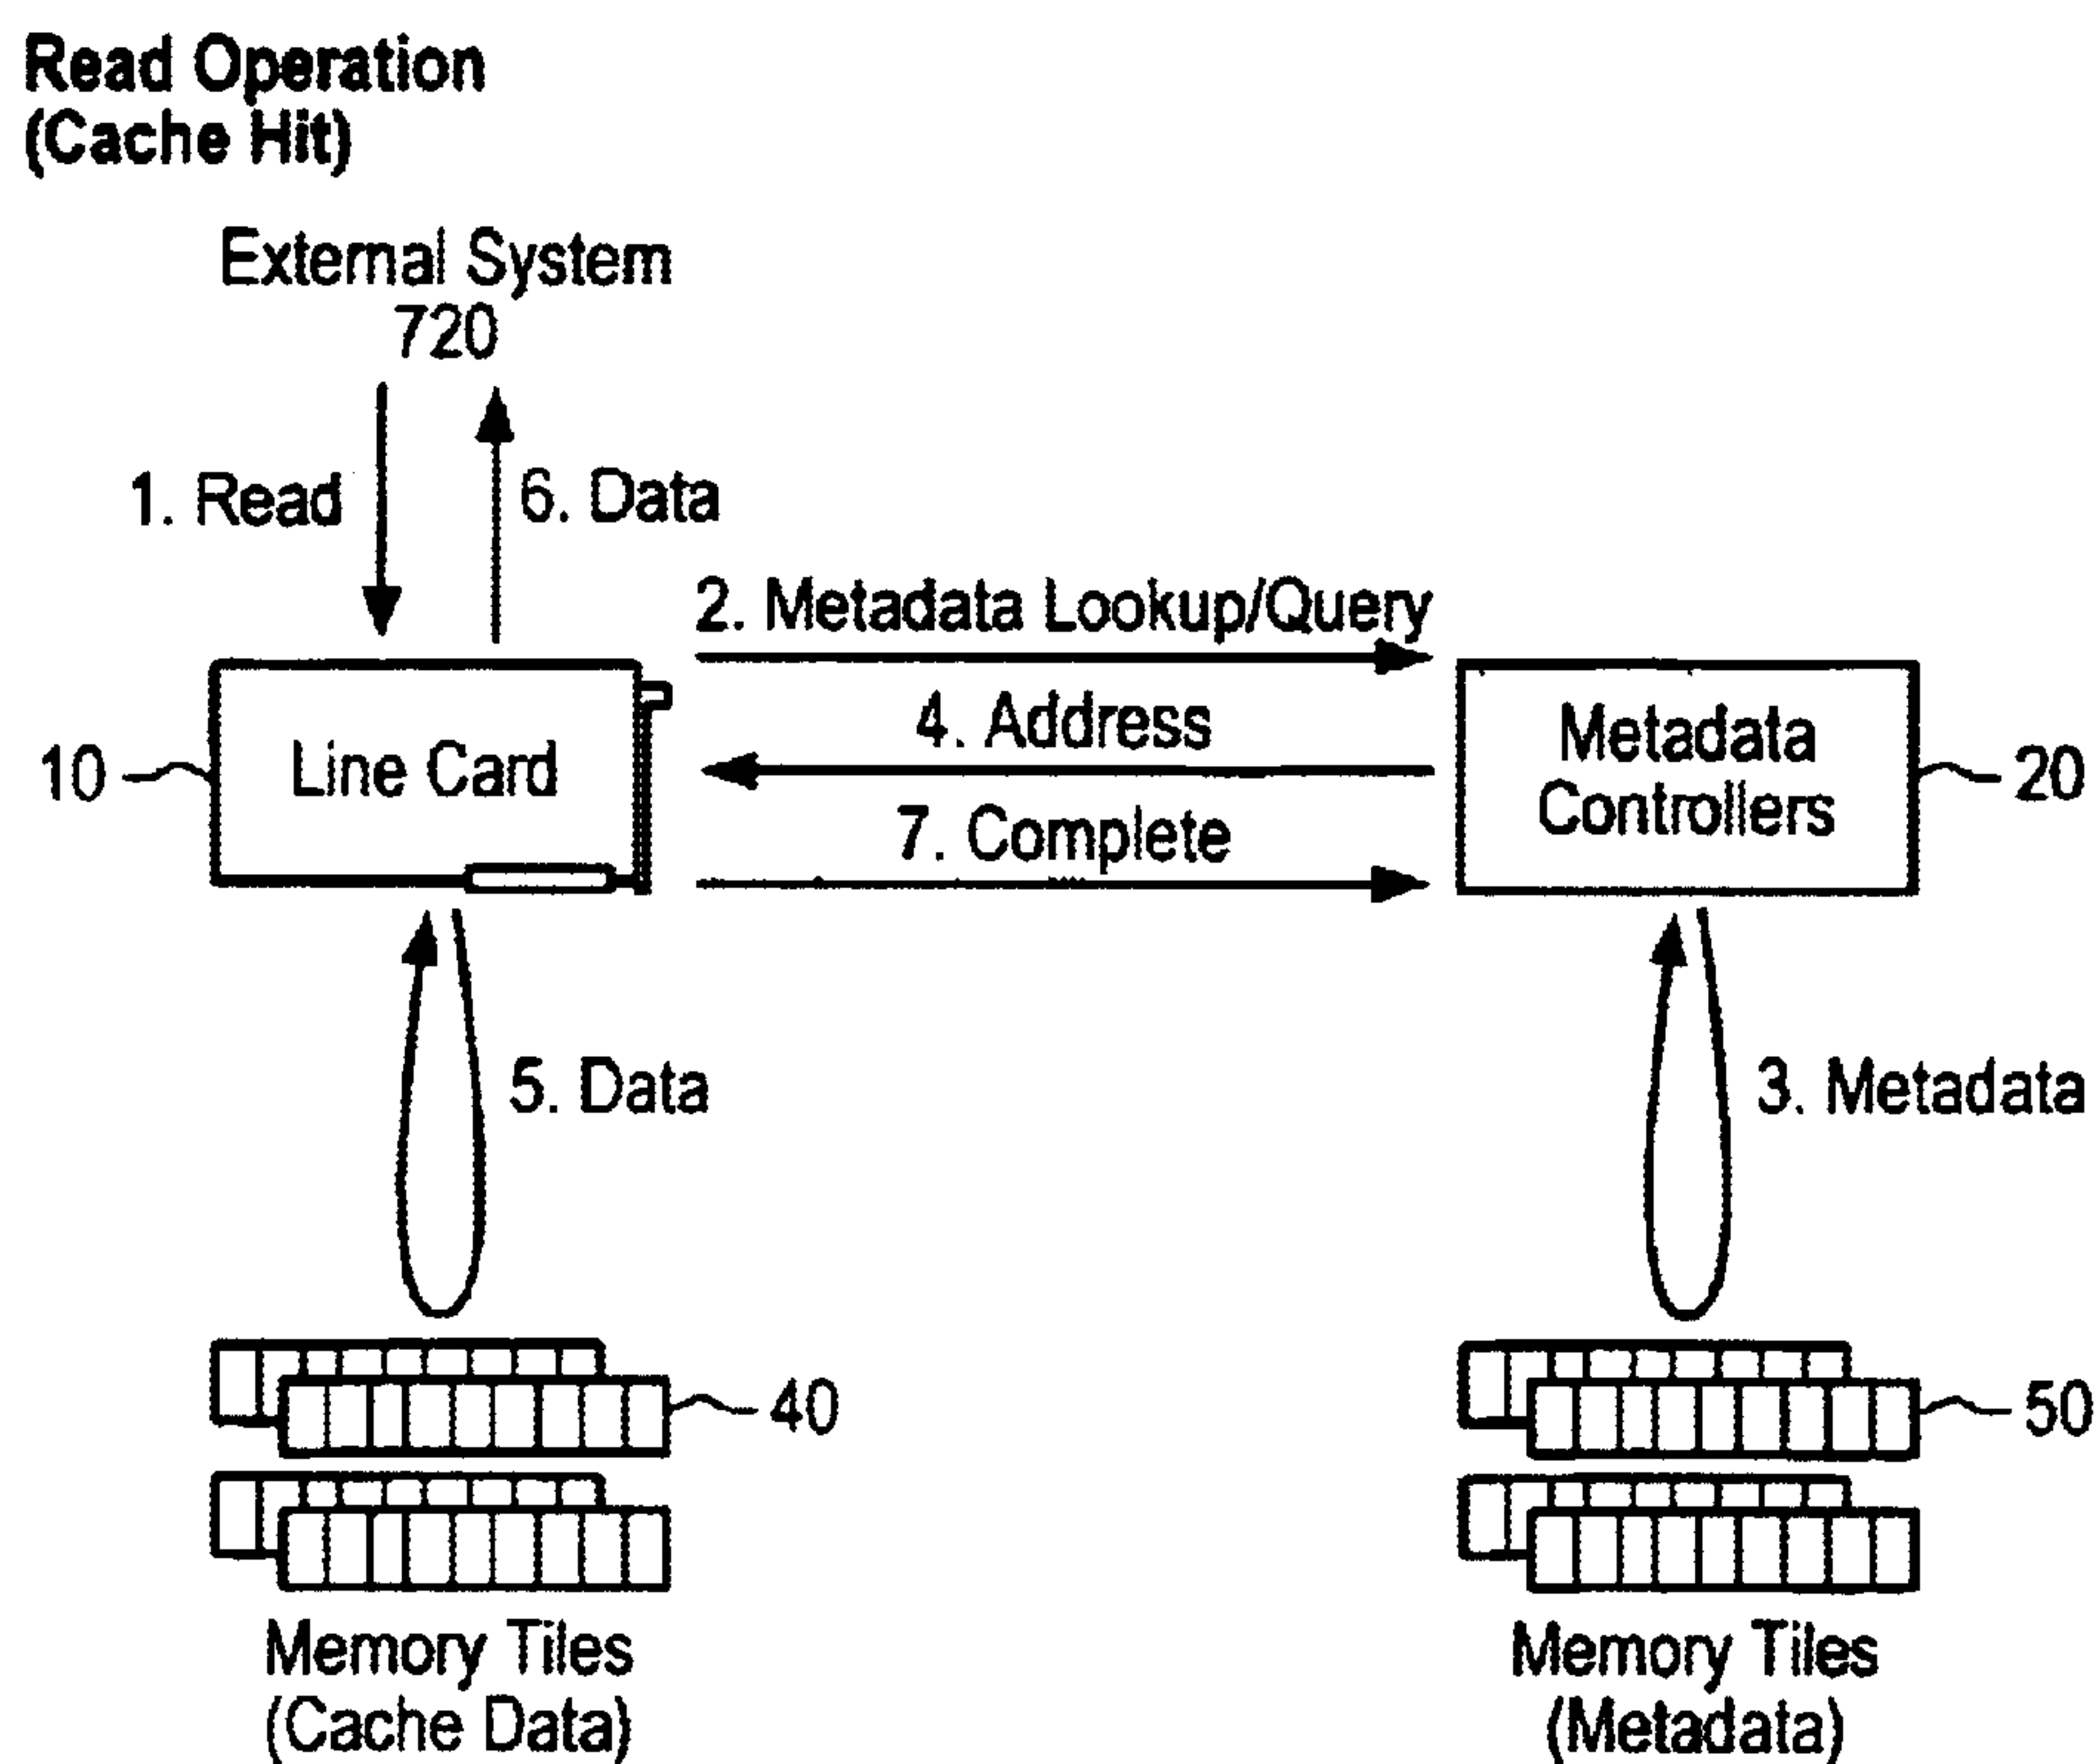 Read Operation
(Cache Hit)
External System
720
1. Read
6. Data
2. Metadata Lookup/Query
4. Address
7. Complete
10
Line Card
Metadata
Controllers
20
5. Data
3. Metadata
40
50
Memory Tiles
(Cache Data)
Memory Tiles
(Metadata)